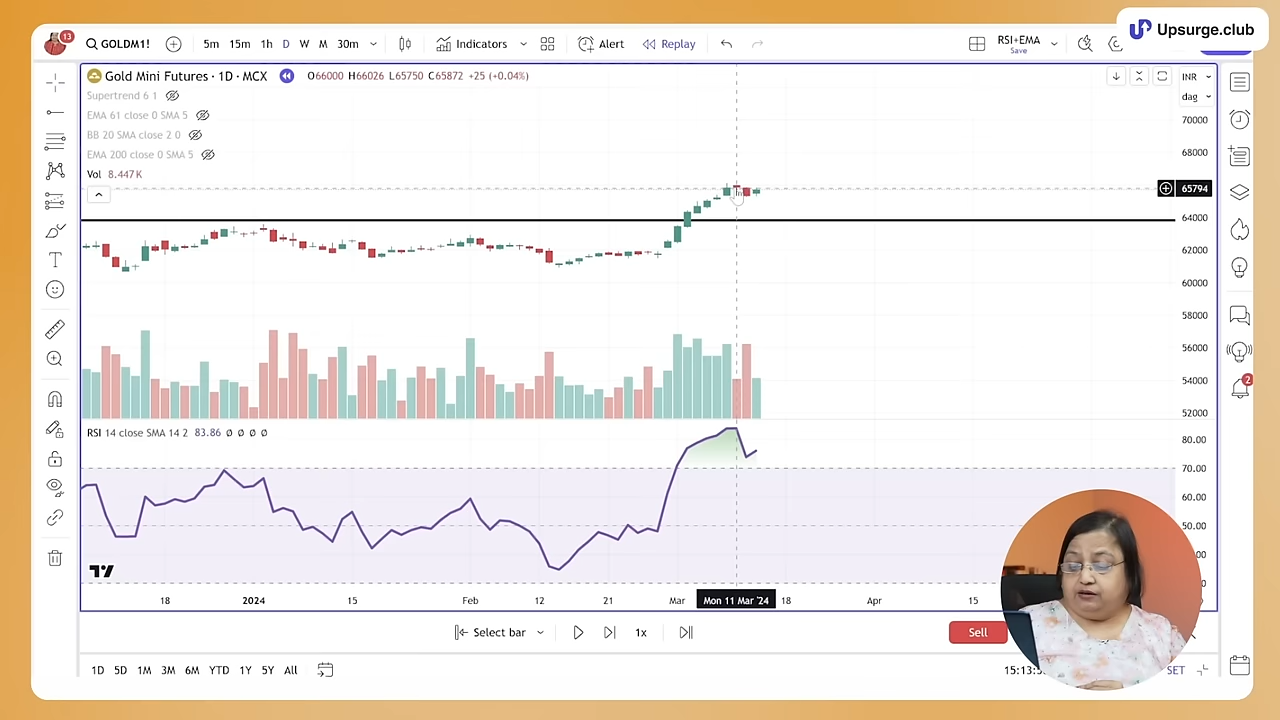 Upsurge.club
13
GOLDM1!
5m 15m 1h D W M 30m
Indicators
Alert
Replay
RSI+EMA
Save
Gold Mini Futures · 1D · MCX
O66000 H66026 L65750 C65872 +25 (+0.04%)
INR
Supertrend 6 1
dag
EMA 61 close 0 SMA 5
70000
BB 20 SMA close 2 0
EMA 200 close 0 SMA 5
68000
Vol 8.447K
65794
64000
62000
60000
58000
56000
54000
2
52000
RSI 14 close SMA 14 2 83.86 Ø Ø Ø Ø
80.00
70.00
60.00
50.00
18 2024 15 Feb 12 21 Mar Mon 11 Mar '24 18 Apr 15
Select bar
1x
Sell
1D 5D 1M 3M 6M YTD 1Y 5Y All
SET